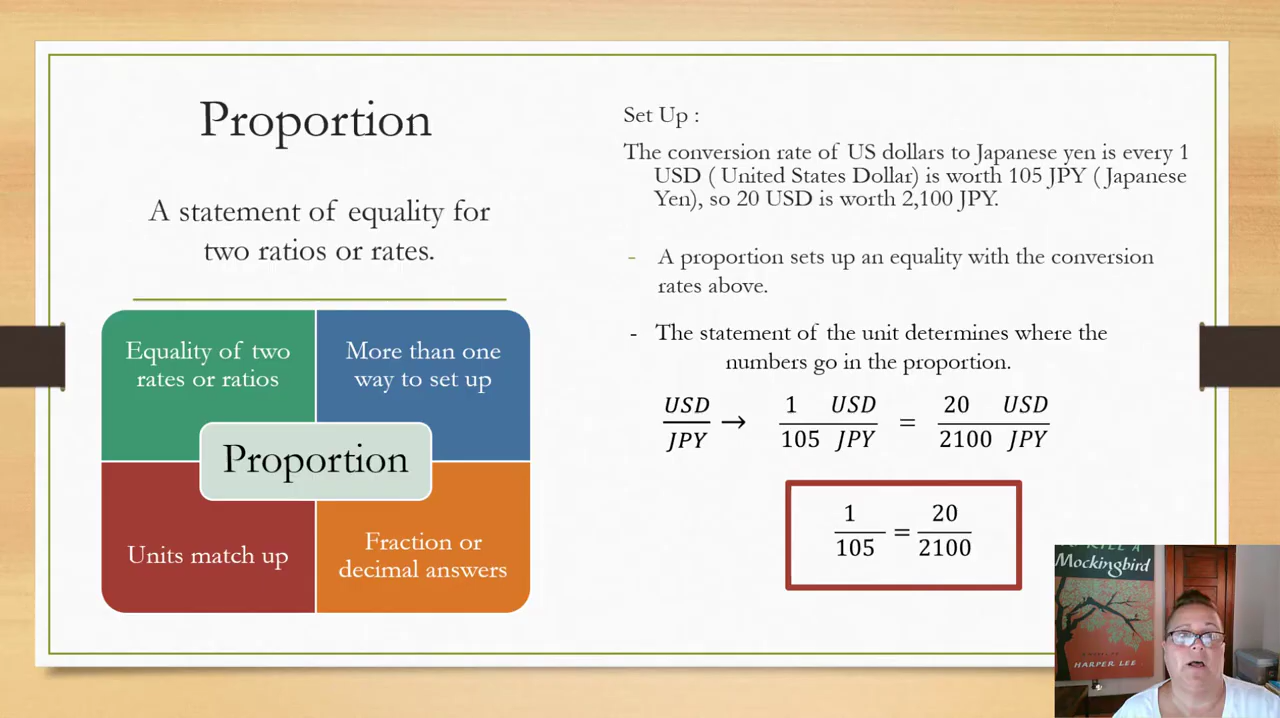 Proportion
A statement of equality for
two ratios or rates.
Equality of two
rates or ratios
More than one
way to set up
Proportion
Units match up
Fraction or
decimal answers
Set Up :
The conversion rate of US dollars to Japanese yen is every 1
USD ( United States Dollar) is worth 105 JPY ( Japanese
Yen), so 20 USD is worth 2,100 JPY.
- A proportion sets up an equality with the conversion
rates above.
- The statement of the unit determines where the
numbers go in the proportion.
USD/JPY → 1/105 USD/JPY = 20/2100 USD/JPY
1/105 = 20/2100
Mockingbird
HARPER LEE